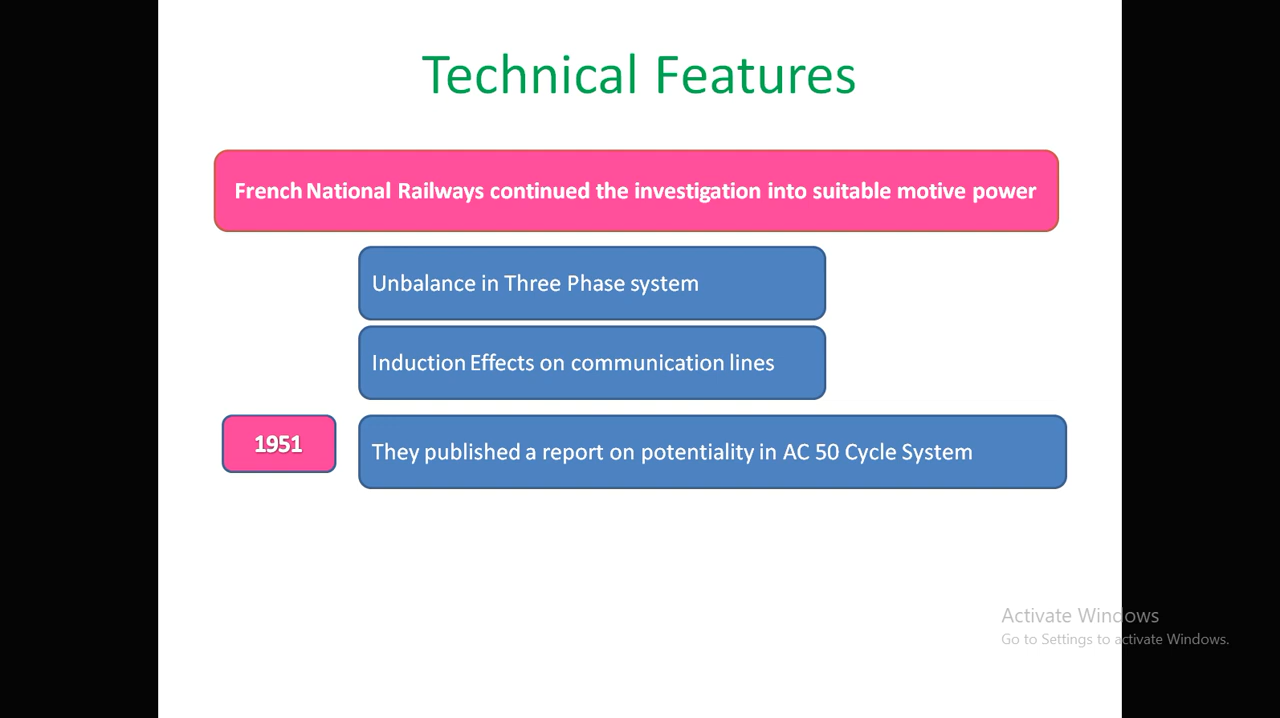 Technical Features
French National Railways continued the investigation into suitable motive power
Unbalance in Three Phase system
Induction Effects on communication lines
1951
They published a report on potentiality in AC 50 Cycle System
Activate Windows
Go to Settings to activate Windows.